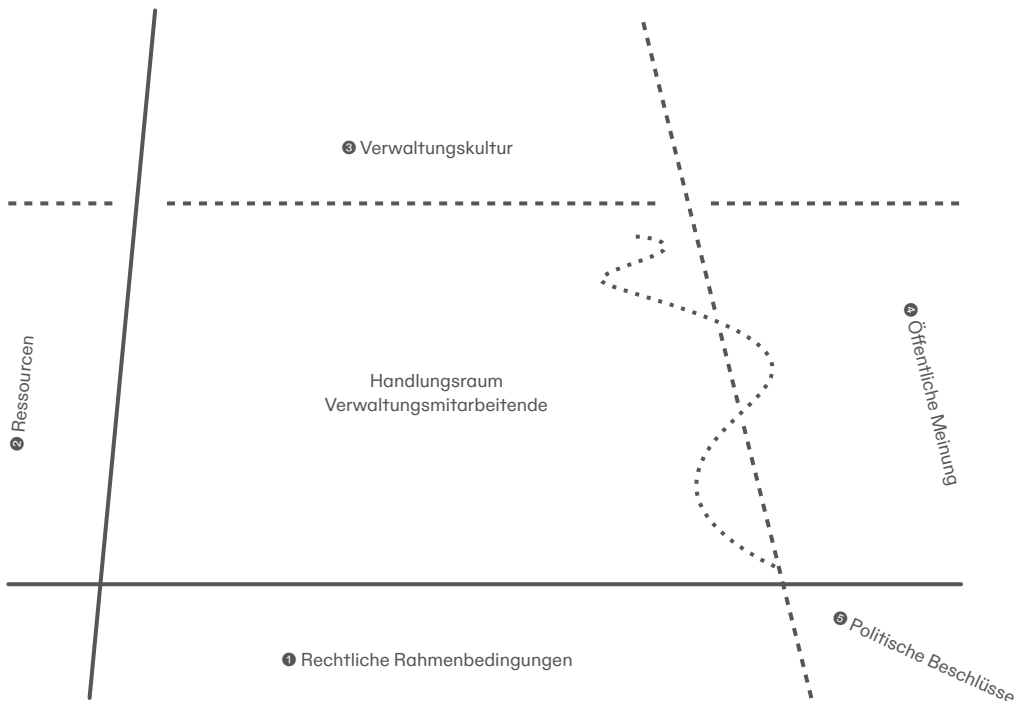 ❸ Verwaltungskultur
❷ Ressourcen
Handlungsraum
Verwaltungsmitarbeitende
❹ Öffentliche Meinung
❶ Rechtliche Rahmenbedingungen
❺ Politische Beschlüsse